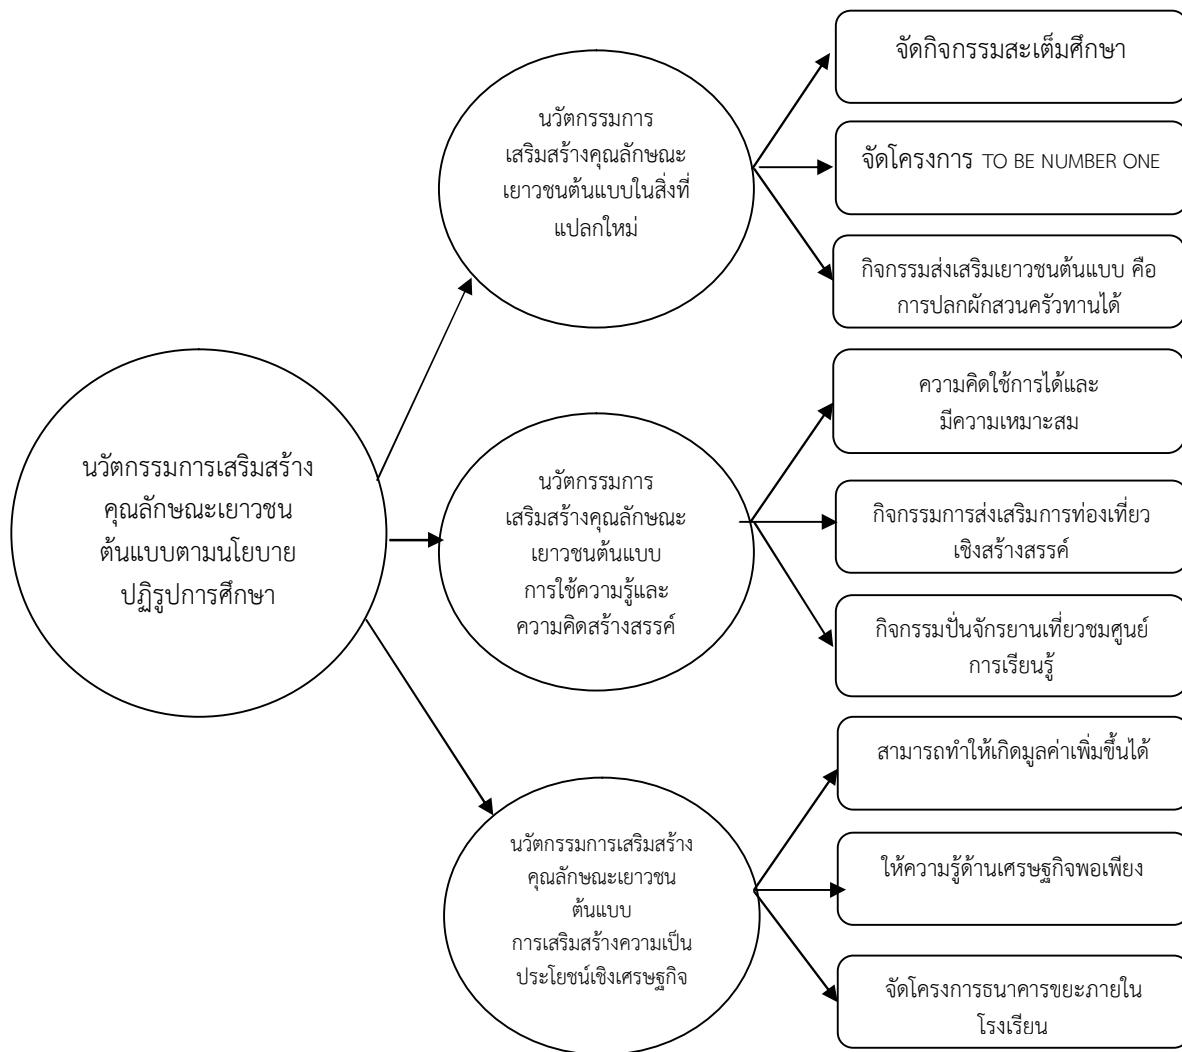 นวัตกรรมการเสริมสร้าง
คุณลักษณะเยาวชน
ต้นแบบตามนโยบาย
ปฏิรูปการศึกษา
นวัตกรรมการ
เสริมสร้างคุณลักษณะ
เยาวชนต้นแบบในสิ่งที่
แปลกใหม่
จัดกิจกรรมสะเต็มศึกษา
จัดโครงการ TO BE NUMBER ONE
กิจกรรมส่งเสริมเยาวชนต้นแบบ คือ
การปลกผักสวนครัวทานได้
นวัตกรรมการ
เสริมสร้างคุณลักษณะ
เยาวชนต้นแบบ
การใช้ความรู้และ
ความคิดสร้างสรรค์
ความคิดใช้การได้และ
มีความเหมาะสม
กิจกรรมการส่งเสริมการท่องเที่ยว
เชิงสร้างสรรค์
กิจกรรมปั่นจักรยานเที่ยวชมศูนย์
การเรียนรู้
นวัตกรรมการเสริมสร้าง
คุณลักษณะเยาวชน
ต้นแบบ
การเสริมสร้างความเป็น
ประโยชน์เชิงเศรษฐกิจ
สามารถทำให้เกิดมูลค่าเพิ่มขึ้นได้
ให้ความรู้ด้านเศรษฐกิจพอเพียง
จัดโครงการธนาคารขยะภายใน
โรงเรียน